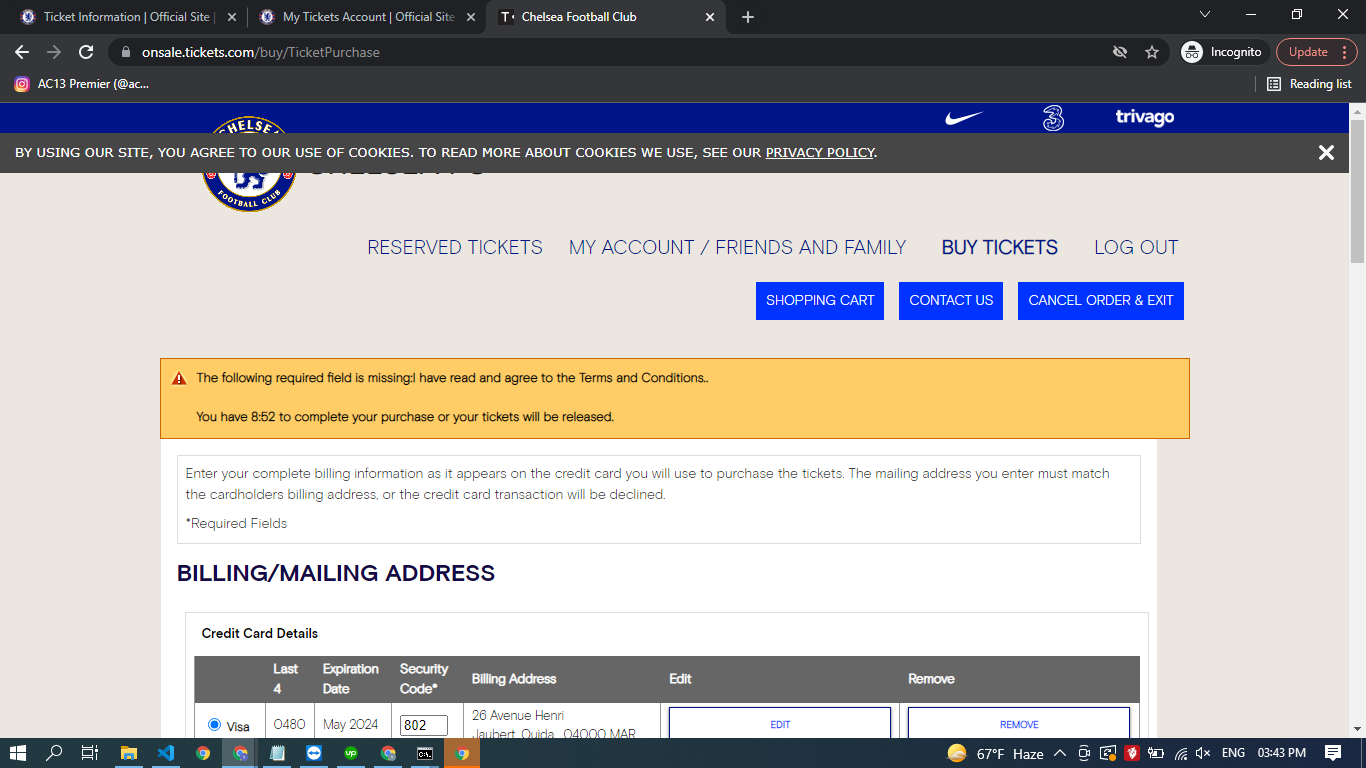 Ticket Information | Official Site |
My Tickets Account | Official Site
Chelsea Football Club
onsale.tickets.com/buy/TicketPurchase
Incognito
Update
AC13 Premier (@ac...
Reading list
trivago
BY USING OUR SITE, YOU AGREE TO OUR USE OF COOKIES. TO READ MORE ABOUT COOKIES WE USE, SEE OUR PRIVACY POLICY.
FOOTBALL CLUB
RESERVED TICKETS
MY ACCOUNT / FRIENDS AND FAMILY
BUY TICKETS
LOG OUT
SHOPPING CART
CONTACT US
CANCEL ORDER & EXIT
The following required field is missing:I have read and agree to the Terms and Conditions..
You have 8:52 to complete your purchase or your tickets will be released.
Enter your complete billing information as it appears on the credit card you will use to purchase the tickets. The mailing address you enter must match
the cardholders billing address, or the credit card transaction will be declined.
*Required Fields
BILLING/MAILING ADDRESS
Credit Card Details
Last 4
Expiration Date
Security Code*
Billing Address
Edit
Remove
Visa
0480
May 2024
802
26 Avenue Henri
Jaubert, Oujda , 04000 MAR
EDIT
REMOVE
67°F Haze
ENG
03:43 PM